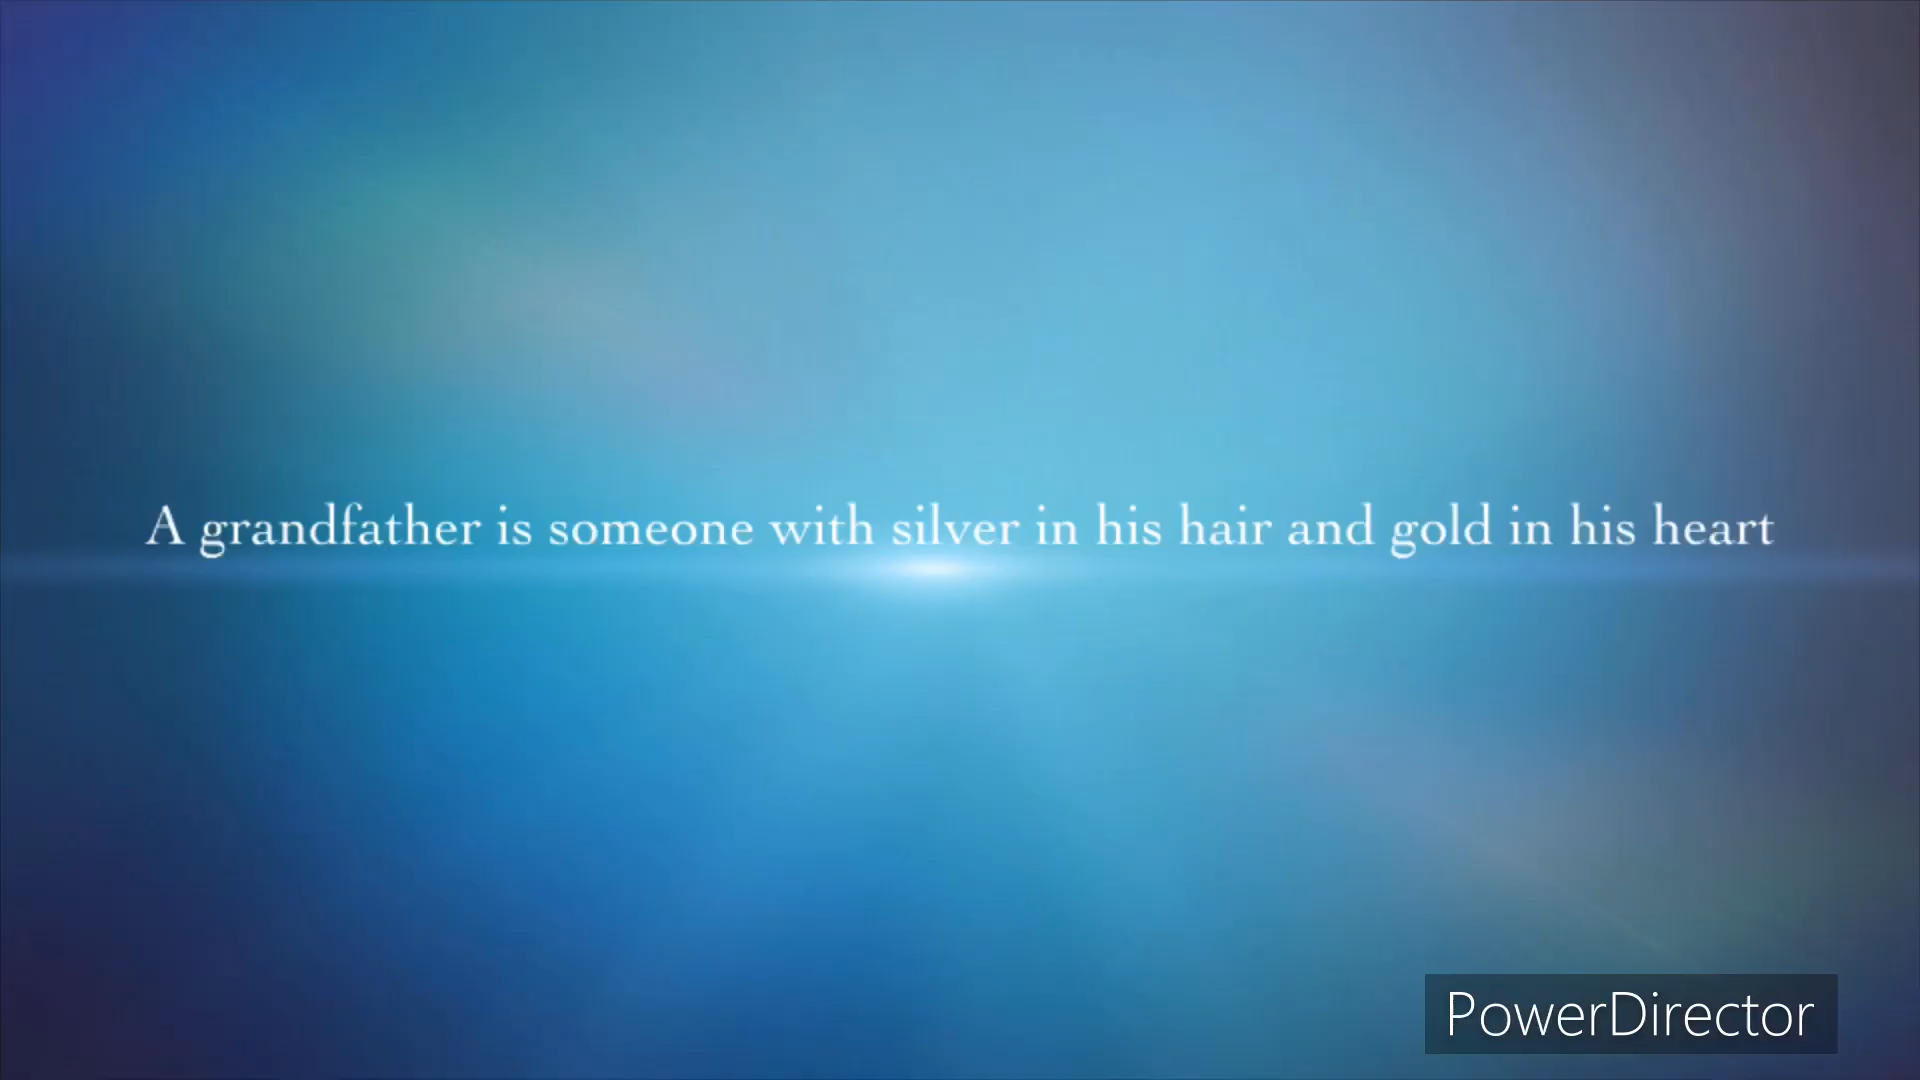 A grandfather is someone with silver in his hair and gold in his heart
PowerDirector